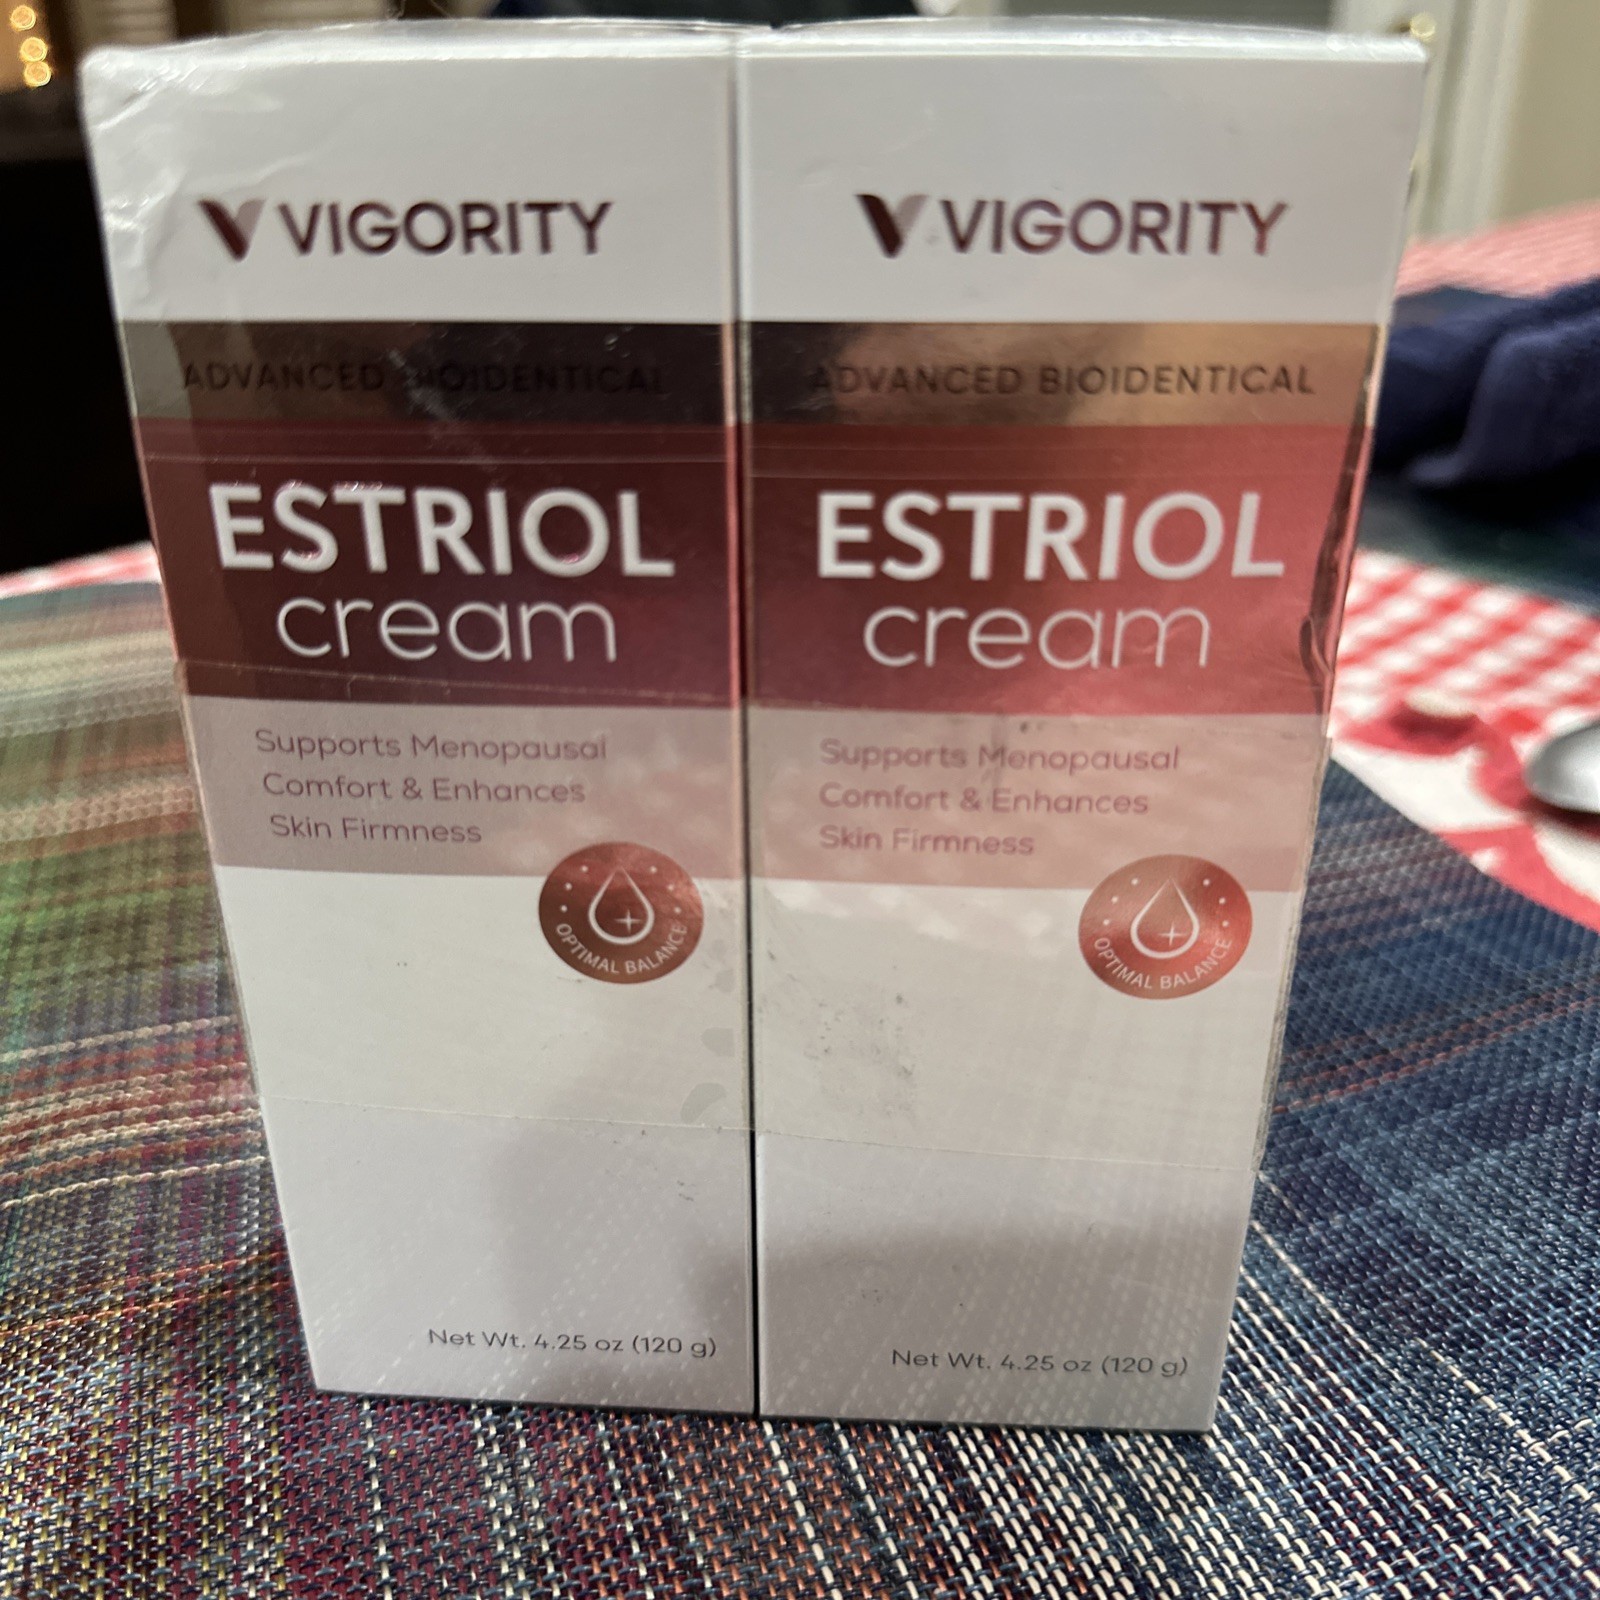 VIGORITY
ADVANCED BIOIDENTICAL
ESTRIOL
cream
Supports Menopausal
Comfort & Enhances
Skin Firmness
OPTIMAL BALANCE
Net Wt. 4.25 oz (120 g)
VIGORITY
ADVANCED BIOIDENTICAL
ESTRIOL
cream
Supports Menopausal
Comfort & Enhances
Skin Firmness
OPTIMAL BALANCE
Net Wt. 4.25 oz (120 g)